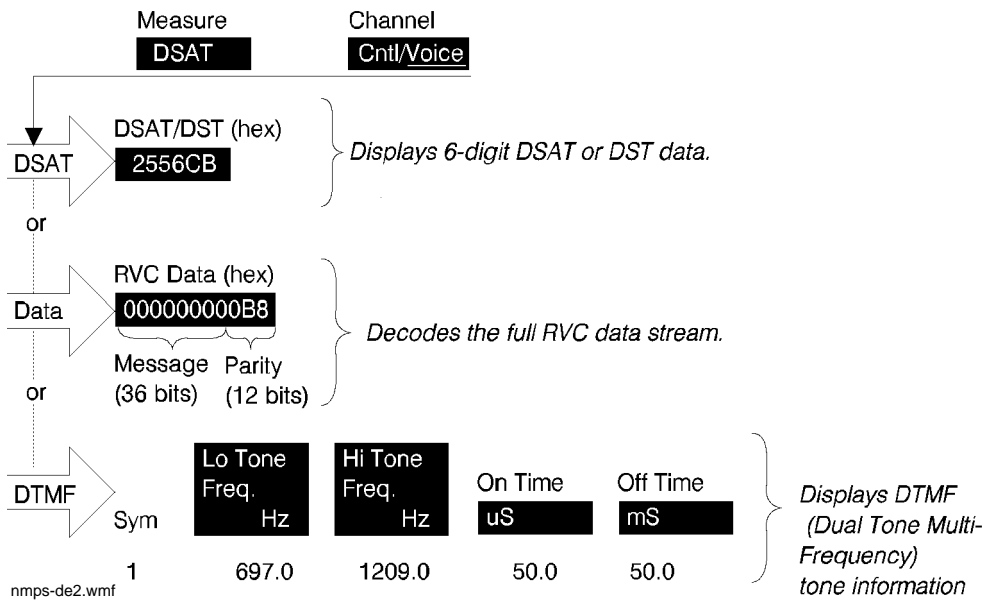 Measure
Channel
DSAT
Cntl/Voice
DSAT/DST (hex)
DSAT
2556CB
Displays 6-digit DSAT or DST data.
or
RVC Data (hex)
Data
000000000B8
Decodes the full RVC data stream.
Message
(36 bits)
Parity
(12 bits)
or
DTMF
Sym
Lo Tone
Freq.
Hz
Hi Tone
Freq.
Hz
On Time
uS
Off Time
mS
1
697.0
1209.0
50.0
50.0
Displays DTMF
(Dual Tone Multi-
Frequency)
tone information
nmps-de2.wmf